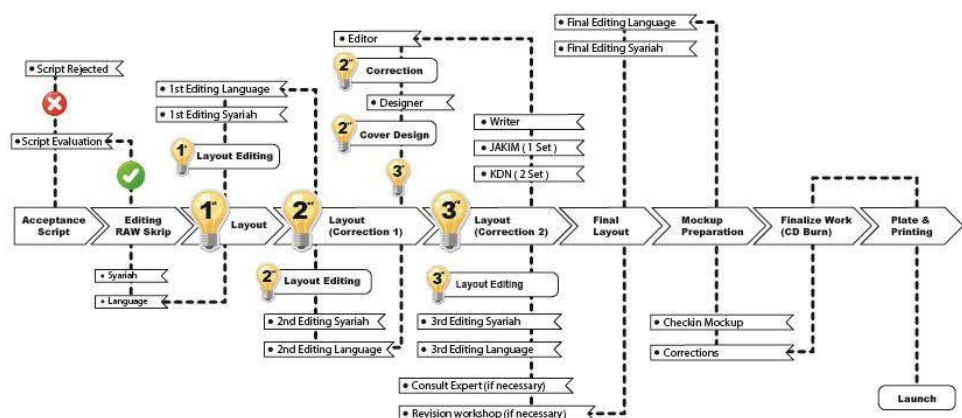 • Final Editing Language
• Editor
• Final Editing Syariah
• Script Rejected
2nd
Correction
• 1st Editing Language
• Designer
• 1st Editing Syariah
• Writer
• Script Evaluation
2nd
Cover Design
1st
Layout Editing
• JAKIM ( 1 Set )
3rd
• KDN ( 2 Set )
Acceptance
Script
Editing
RAW Skrip
1st
Layout
2nd
Layout
(Correction 1)
3rd
Layout
(Correction 2)
Final
Layout
Mockup
Preparation
Finalize Work
(CD Burn)
Plate &
Printing
• Syariah
• Language
2nd
Layout Editing
3rd
Layout Editing
• 2nd Editing Syariah
• 2nd Editing Language
• 3rd Editing Syariah
• 3rd Editing Language
• Checkin Mockup
• Corrections
• Consult Expert (if necessary)
• Revision workshop (if necessary)
Launch